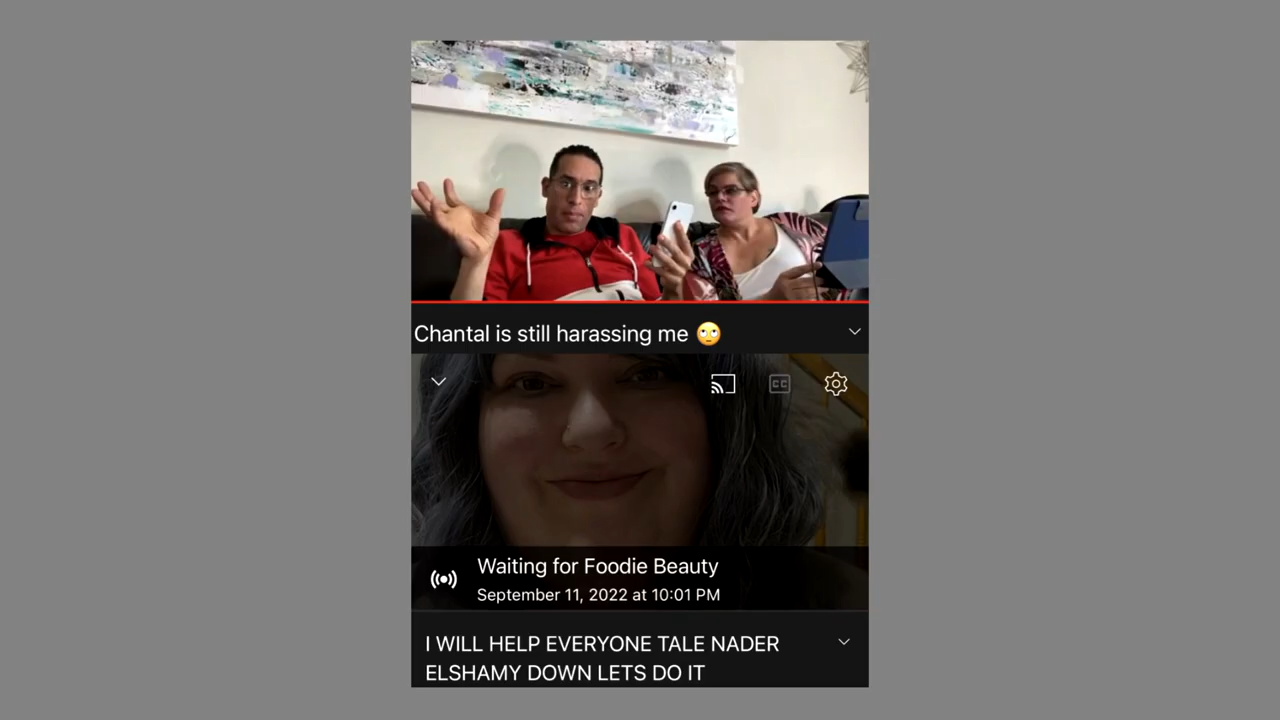 Chantal is still harassing me 🙄
CC
Waiting for Foodie Beauty
September 11, 2022 at 10:01 PM
I WILL HELP EVERYONE TALE NADER
ELSHAMY DOWN LETS DO IT